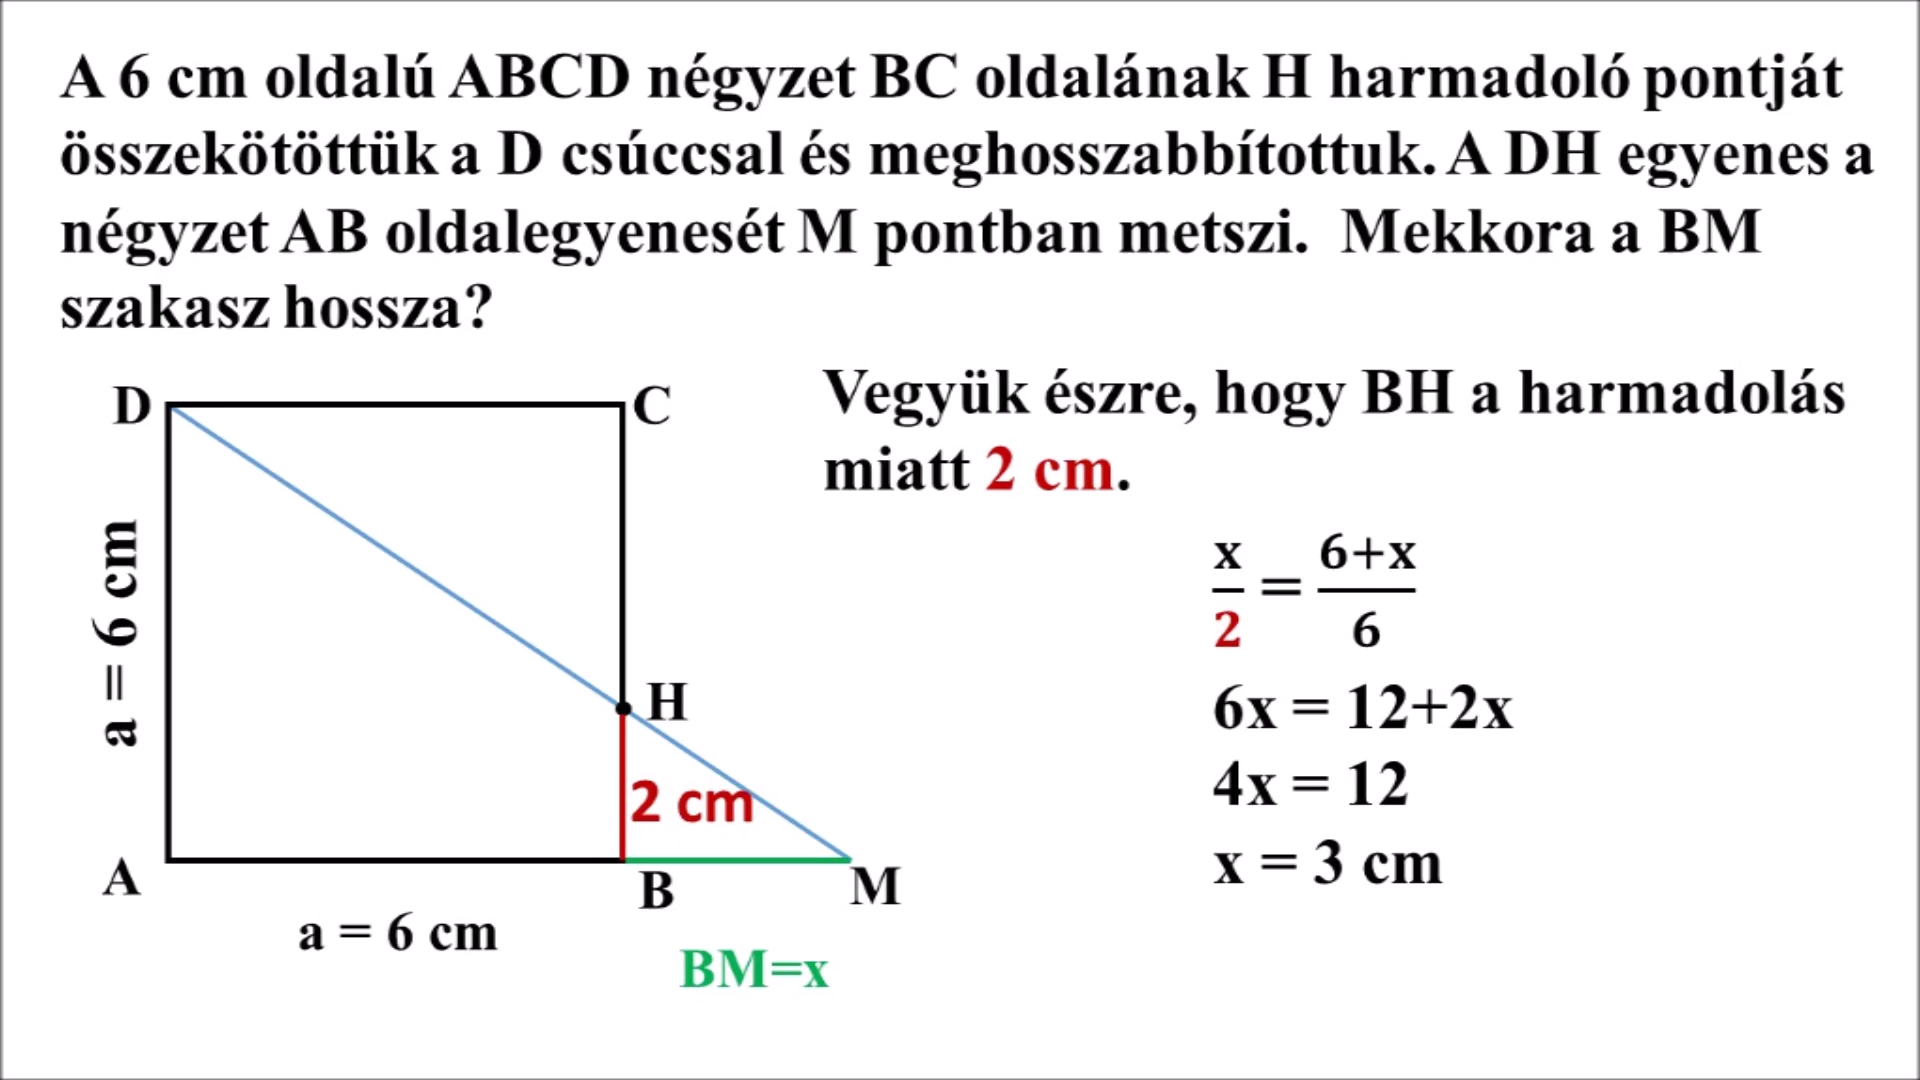 A 6 cm oldalú ABCD négyzet BC oldalának H harmadoló pontját
összekötöttük a D csúccsal és meghosszabbítottuk. A DH egyenes a
négyzet AB oldalegyenesét M pontban metszi. Mekkora a BM
szakasz hossza?
D
C
Vegyük észre, hogy BH a harmadolás
miatt 2 cm.
a = 6 cm
x/2 = 6+x/6
H
6x = 12+2x
2 cm
4x = 12
x = 3 cm
A
B
M
a = 6 cm
BM=x